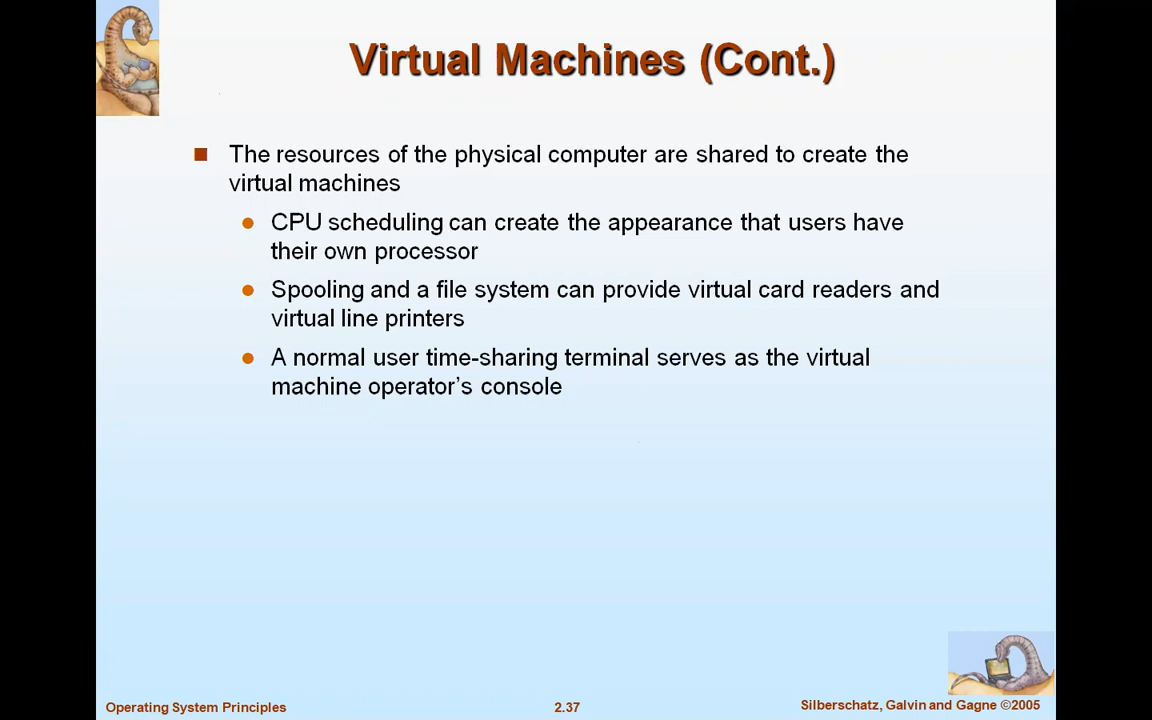 Virtual Machines (Cont.)
The resources of the physical computer are shared to create the
virtual machines
CPU scheduling can create the appearance that users have
their own processor
Spooling and a file system can provide virtual card readers and
virtual line printers
A normal user time-sharing terminal serves as the virtual
machine operator’s console
Operating System Principles
2.37
Silberschatz, Galvin and Gagne ©2005